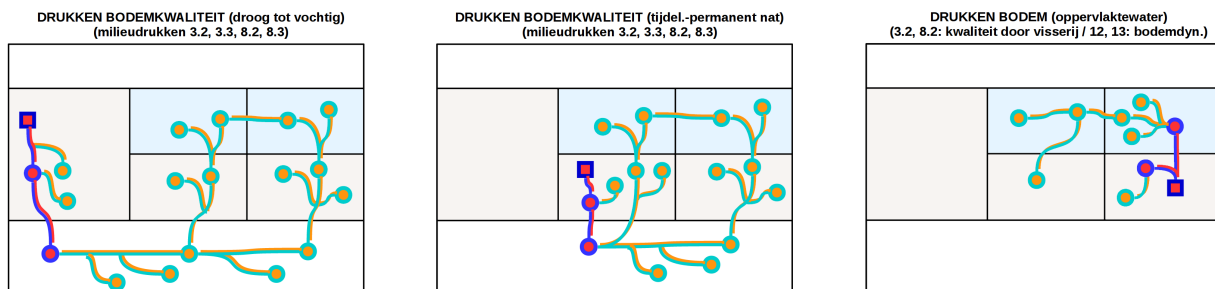 DRUKKEN BODEMKWALITEIT (droog tot vochtig)
(milieudrukken 3.2, 3.3, 8.2, 8.3)
DRUKKEN BODEMKWALITEIT (tijdel.-permanent nat)
(milieudrukken 3.2, 3.3, 8.2, 8.3)
DRUKKEN BODEM (oppervlaktewater)
(3.2, 8.2: kwaliteit door visserij / 12, 13: bodemdyn.)